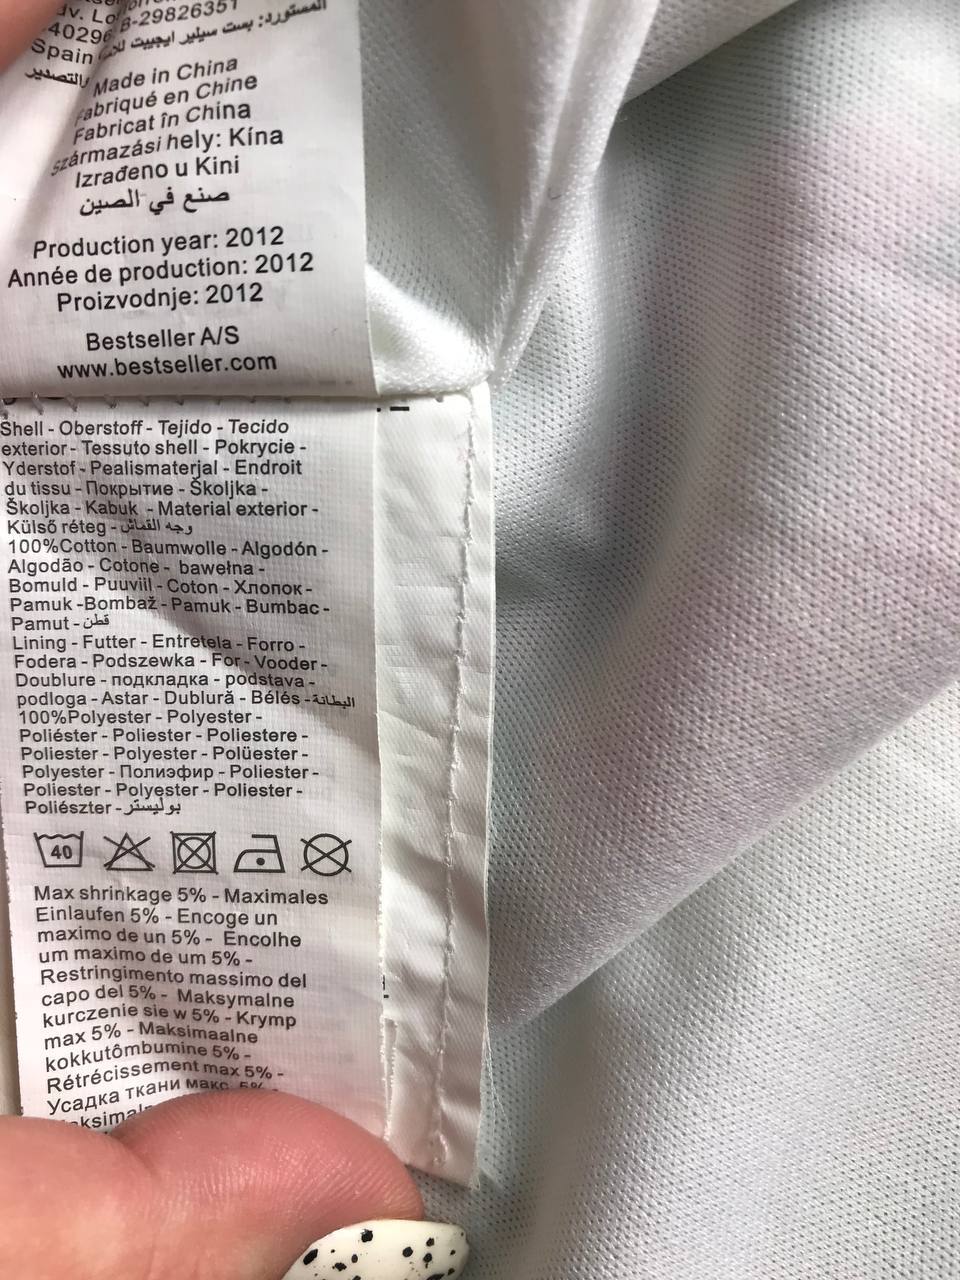 40296
B-29826351
Spain
المستورد: بست سيلير ايجيبت
Made in China
Fabriqué en Chine
Fabricat în China
származási hely: Kína
Izrađeno u Kini
صنع في الصين
Production year: 2012
Année de production: 2012
Proizvodnje: 2012
Bestseller A/S
www.bestseller.com
Shell - Oberstoff - Tejido - Tecido
exterior - Tessuto shell - Pokrycie -
Yderstof - Pealismaterjal - Endroit
du tissu - Покрытие - Školjka -
Školjka - Kabuk - Material exterior -
Külső réteg - وجه القماش
100%Cotton - Baumwolle - Algodón -
Algodão - Cotone - bawełna -
Bomuld - Puuviil - Coton - Хлопок -
Pamuk -Bombaž - Pamuk - Bumbac -
Pamut - قطن
Lining - Futter - Entretela - Forro -
Fodera - Podszewka - For - Vooder -
Doublure - подкладка - podstava -
podloga - Astar - Dublură - Bélés - البطانة
100%Polyester - Polyester -
Poliéster - Poliester - Poliestere -
Poliester - Polyester - Polüester -
Polyester - Полиэфир - Poliester -
Poliester - Polyester - Poliester -
Poliészter - بوليستر
40
Max shrinkage 5% - Maximales
Einlaufen 5% - Encoge un
maximo de un 5% - Encolhe
um maximo de um 5% -
Restringimento massimo del
capo del 5% - Maksymalne
kurczenie sie w 5% - Krymp
max 5% - Maksimaalne
kokkutômbumine 5% -
Rétrécissement max 5% -
Усадка ткани макс. 5% -